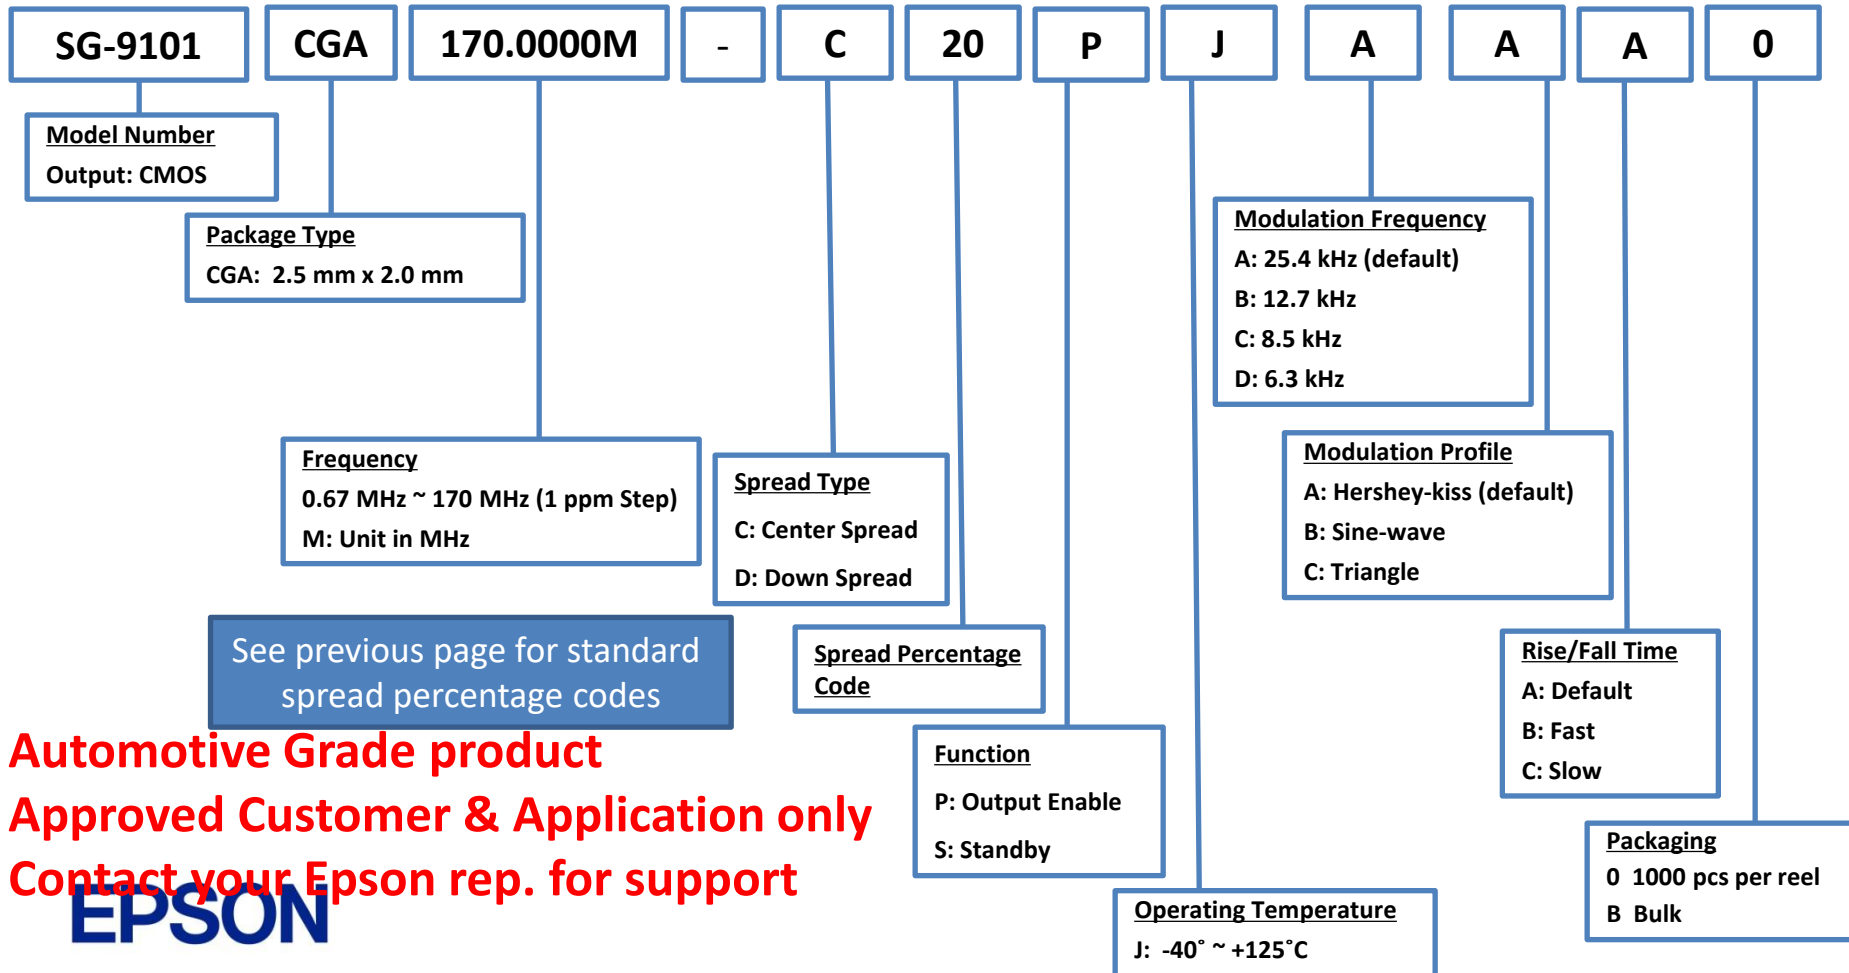 SG-9101 CGA 170.0000M - C 20 P J A A A 0
Model Number
Output: CMOS
Package Type
CGA: 2.5 mm x 2.0 mm
Frequency
0.67 MHz ~ 170 MHz (1 ppm Step)
M: Unit in MHz
Spread Type
C: Center Spread
D: Down Spread
Spread Percentage
Code
Function
P: Output Enable
S: Standby
Operating Temperature
J: -40˚ ~ +125˚C
Modulation Frequency
A: 25.4 kHz (default)
B: 12.7 kHz
C: 8.5 kHz
D: 6.3 kHz
Modulation Profile
A: Hershey-kiss (default)
B: Sine-wave
C: Triangle
Rise/Fall Time
A: Default
B: Fast
C: Slow
Packaging
0 1000 pcs per reel
B Bulk
See previous page for standard
spread percentage codes
Automotive Grade product
Approved Customer & Application only
Contact your Epson rep. for support
EPSON